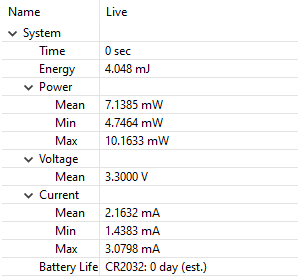 Name Live
System
Time 0 sec
Energy 4.048 mJ
Power
Mean 7.1385 mW
Min 4.7464 mW
Max 10.1633 mW
Voltage
Mean 3.3000 V
Current
Mean 2.1632 mA
Min 1.4383 mA
Max 3.0798 mA
Battery Life CR2032: 0 day (est.)